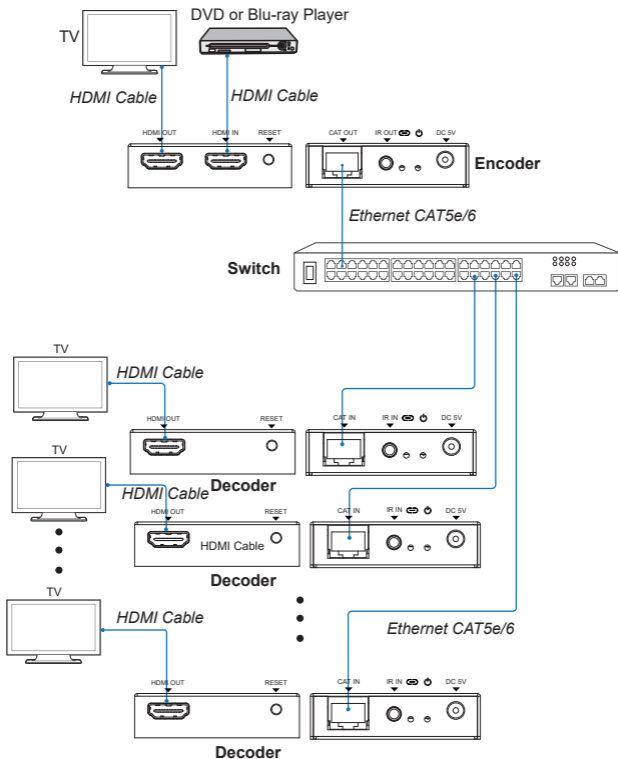 DVD or Blu-ray Player
TV
HDMI Cable
HDMI Cable
HDMI OUT
HDMI IN
RESET
CAT OUT
IR OUT
DC 5V
Encoder
Ethernet CAT5e/6
Switch
TV
HDMI Cable
HDMI OUT
RESET
CAT IN
IR IN
DC 5V
Decoder
TV
HDMI Cable
HDMI OUT
RESET
CAT IN
IR IN
DC 5V
HDMI Cable
Decoder
TV
HDMI Cable
Ethernet CAT5e/6
HDMI OUT
RESET
CAT IN
IR IN
DC 5V
Decoder